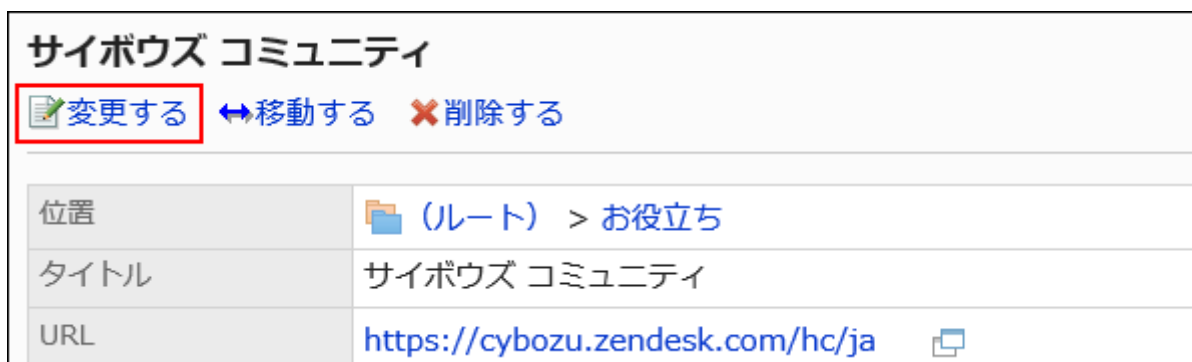 サイボウズ コミュニティ
変更する 移動する 削除する
位置 （ルート） > お役立ち
タイトル サイボウズ コミュニティ
URL https://cybozu.zendesk.com/hc/ja